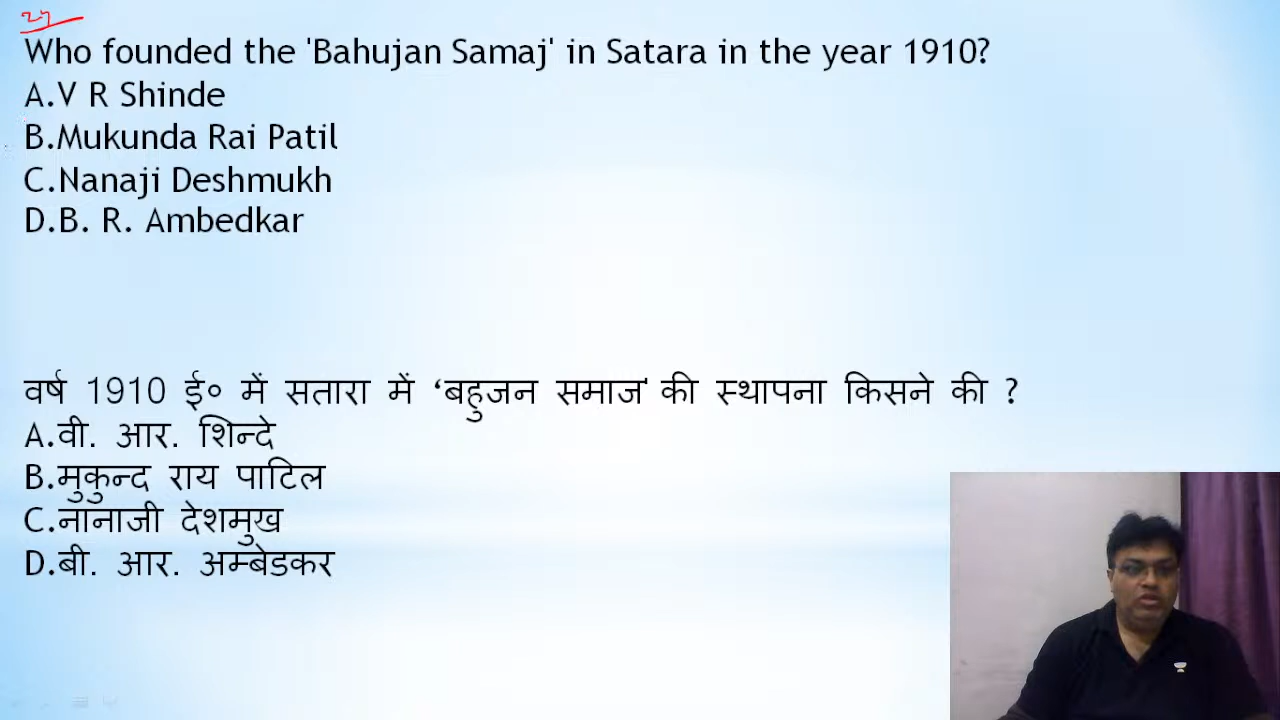 24
Who founded the 'Bahujan Samaj' in Satara in the year 1910?
A.V R Shinde
B.Mukunda Rai Patil
C.Nanaji Deshmukh
D.B. R. Ambedkar
वर्ष 1910 ई० में सतारा में ‘बहुजन समाज' की स्थापना किसने की ?
A.वी. आर. शिन्दे
B.मुकुन्द राय पाटिल
C.नानाजी देशमुख
D.बी. आर. अम्बेडकर